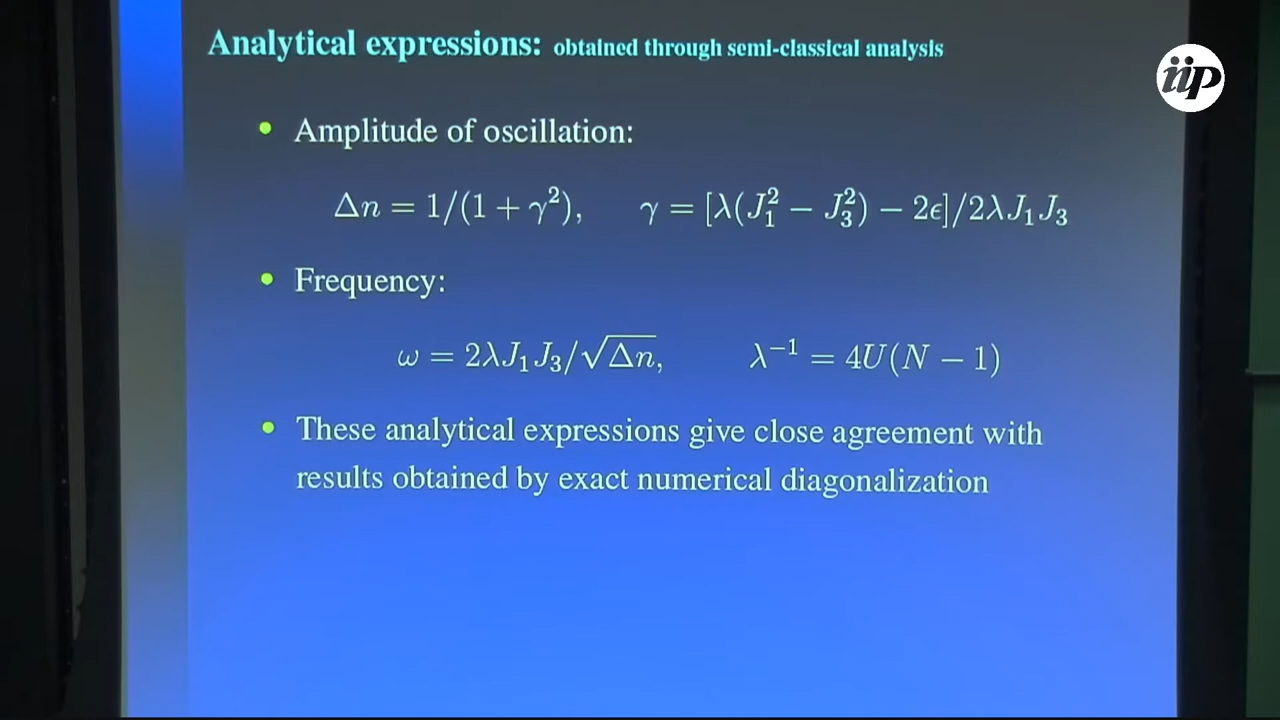 Analytical expressions: obtained through semi-classical analysis
iip
• Amplitude of oscillation:
Δn = 1/(1 + γ²), γ = [λ(J₁² − J₃²) − 2ϵ]/2λJ₁J₃
• Frequency:
ω = 2λJ₁J₃/√Δn, λ⁻¹ = 4U(N − 1)
• These analytical expressions give close agreement with
results obtained by exact numerical diagonalization